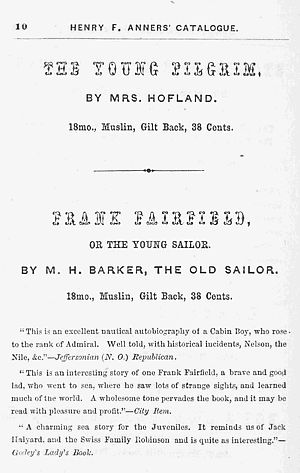 10 HENRY F. ANNERS' CATALOGUE.
THE YOUNG PILGRIM,
BY MRS. HOFLAND.
18mo., Muslin, Gilt Back, 38 Cents.
FRANK FAIRFIELD,
OR THE YOUNG SAILOR.
BY M. H. BARKER, THE OLD SAILOR.
18mo., Muslin, Gilt Back, 38 Cents.
"This is an excellent nautical autobiography of a Cabin Boy, who rose
to the rank of Admiral. Well told, with historical incidents, Nelson, the
Nile, &c."—Jeffersonian (N. O.) Republican.
"This is an interesting story of one Frank Fairfield, a brave and good
lad, who went to sea, where he saw lots of strange sights, and learned
much of the world. A wholesome tone pervades the book, and it may be
read with pleasure and profit."—City Item.
"A charming sea story for the Juveniles. It reminds us of Jack
Halyard, and the Swiss Family Robinson and is quite as interesting."—
Godey's Lady's Book.